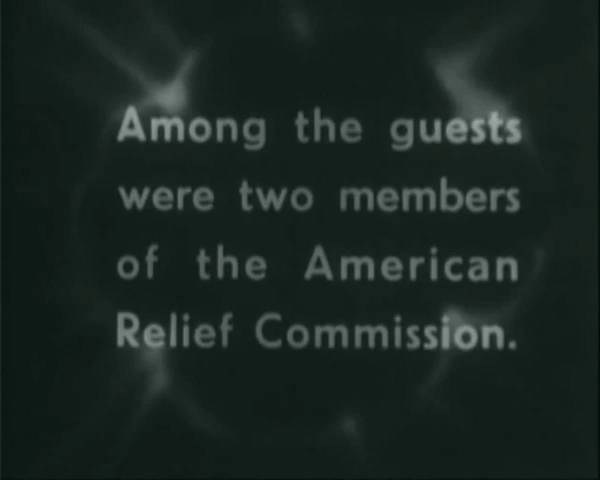 Among the guests
were two members
of the American
Relief Commission.